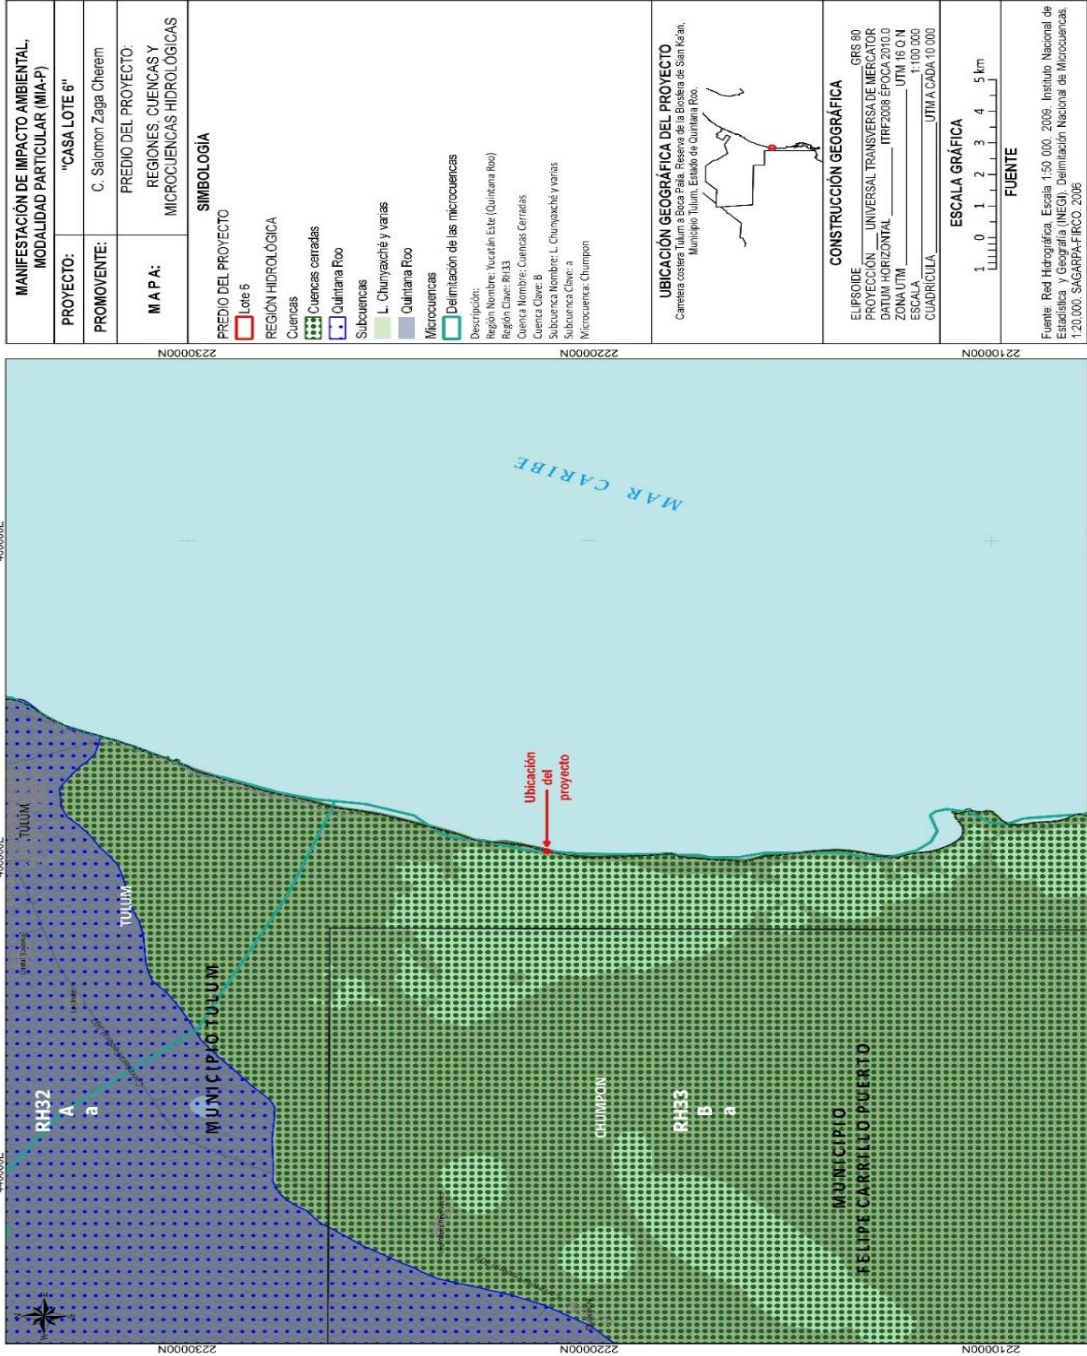 MANIFESTACIÓN DE IMPACTO AMBIENTAL,
MODALIDAD PARTICULAR (MIA-P)
PROYECTO: "CASA LOTE 6"
PROMOVENTE: C. Salomon Zaga Cherem
M A P A: PREDIO DEL PROYECTO:
REGIONES, CUENCAS Y
MICROCUENCAS HIDROLÓGICAS
SIMBOLOGÍA
PREDIO DEL PROYECTO
Lote 6
REGIÓN HIDROLÓGICA
Cuencas
Cuencas cerradas
Quintana Roo
Subcuencas
L. Chunyaxché y varias
Quintana Roo
Microcuencas
Delimitación de las microcuencas
Descripción:
Región Nombre: Yucatán Este (Quintana Roo)
Región Clave: RH33
Cuenca Nombre: Cuencas Cerradas
Cuenca Clave: B
Subcuenca Nombre: L. Chunyaxché y varias
Subcuenca Clave: a
Microcuenca: Chumpon
UBICACIÓN GEOGRÁFICA DEL PROYECTO
Carretera costera Tulum a Boca Paila. Reserva de la Biosfera de Sian Ka'an,
Municipio Tulum, Estado de Quintana Roo.
CONSTRUCCIÓN GEOGRÁFICA
ELIPSOIDE GRS 80
PROYECCIÓN UNIVERSAL TRANSVERSA DE MERCATOR
DATUM HORIZONTAL ITRF2008 ÉPOCA 2010.0
ZONA UTM UTM 16 Q N
ESCALA 1:100 000
CUADRÍCULA UTM A CADA 10 000
ESCALA GRÁFICA
1 0 1 2 3 4 5 km
FUENTE
Fuente: Red Hidrográfica, Escala 1:50 000. 2009. Instituto Nacional de
Estadística y Geografía (INEGI). Delimitación Nacional de Microcuencas,
1:20,000. SAGARPA-FIRCO. 2006
2230000N
2220000N
2210000N
RH32
A
a
TULUM
TULUM
MUNICIPIO TULUM
Ubicación
del
proyecto
MAR CARIBE
CHUMPON
RH33
B
a
MUNICIPIO
FELIPE CARRILLO PUERTO
2230000N
2220000N
2210000N